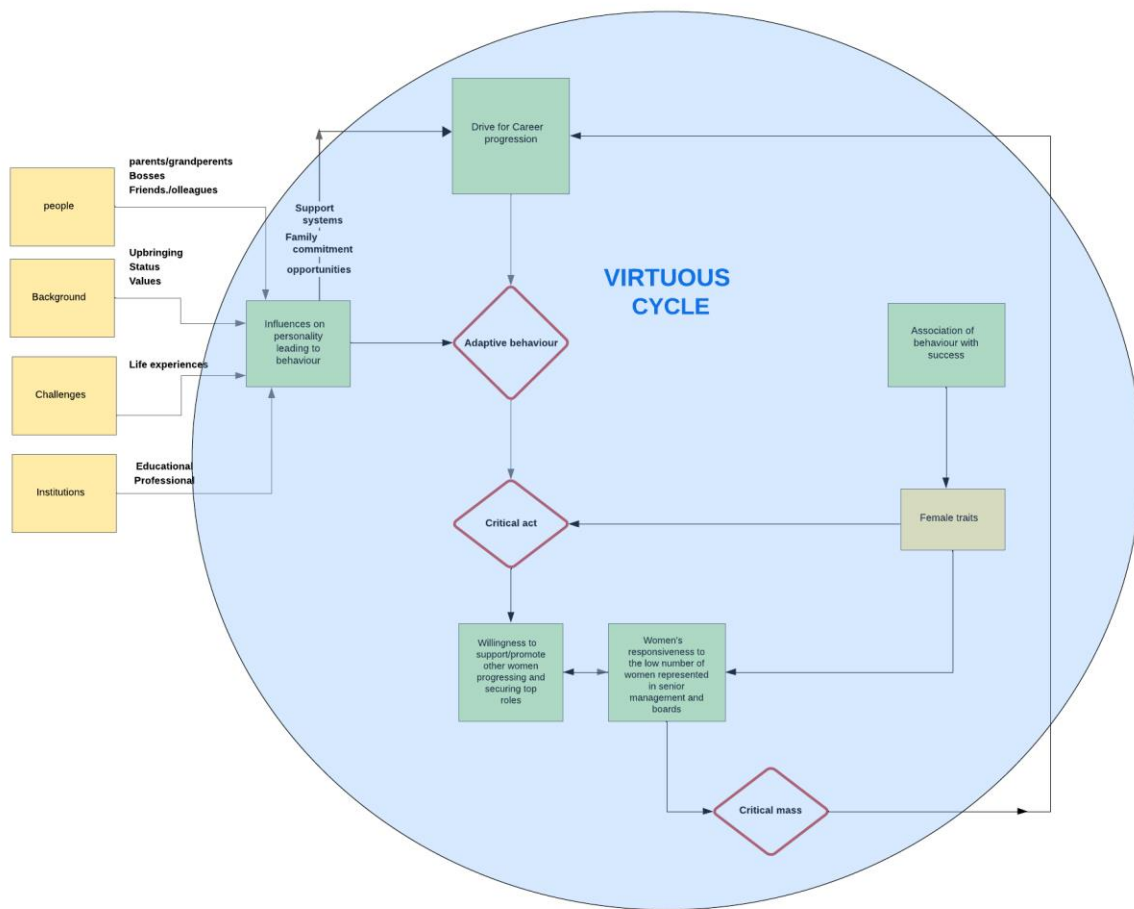 Drive for Career
progression
parents/grandperents
Bosses
Friends./olleagues
people
Support
systems
Family
commitment
opportunities
Upbringing
Status
Values
Background
VIRTUOUS
CYCLE
Influences on
personality
leading to
behaviour
Adaptive behaviour
Association of
behaviour with
success
Life experiences
Challenges
Educational
Professional
Institutions
Critical act
Female traits
Willingness to
support/promote
other women
progressing and
securing top
roles
Women's
responsiveness to
the low number of
women represented
in senior
management and
boards
Critical mass